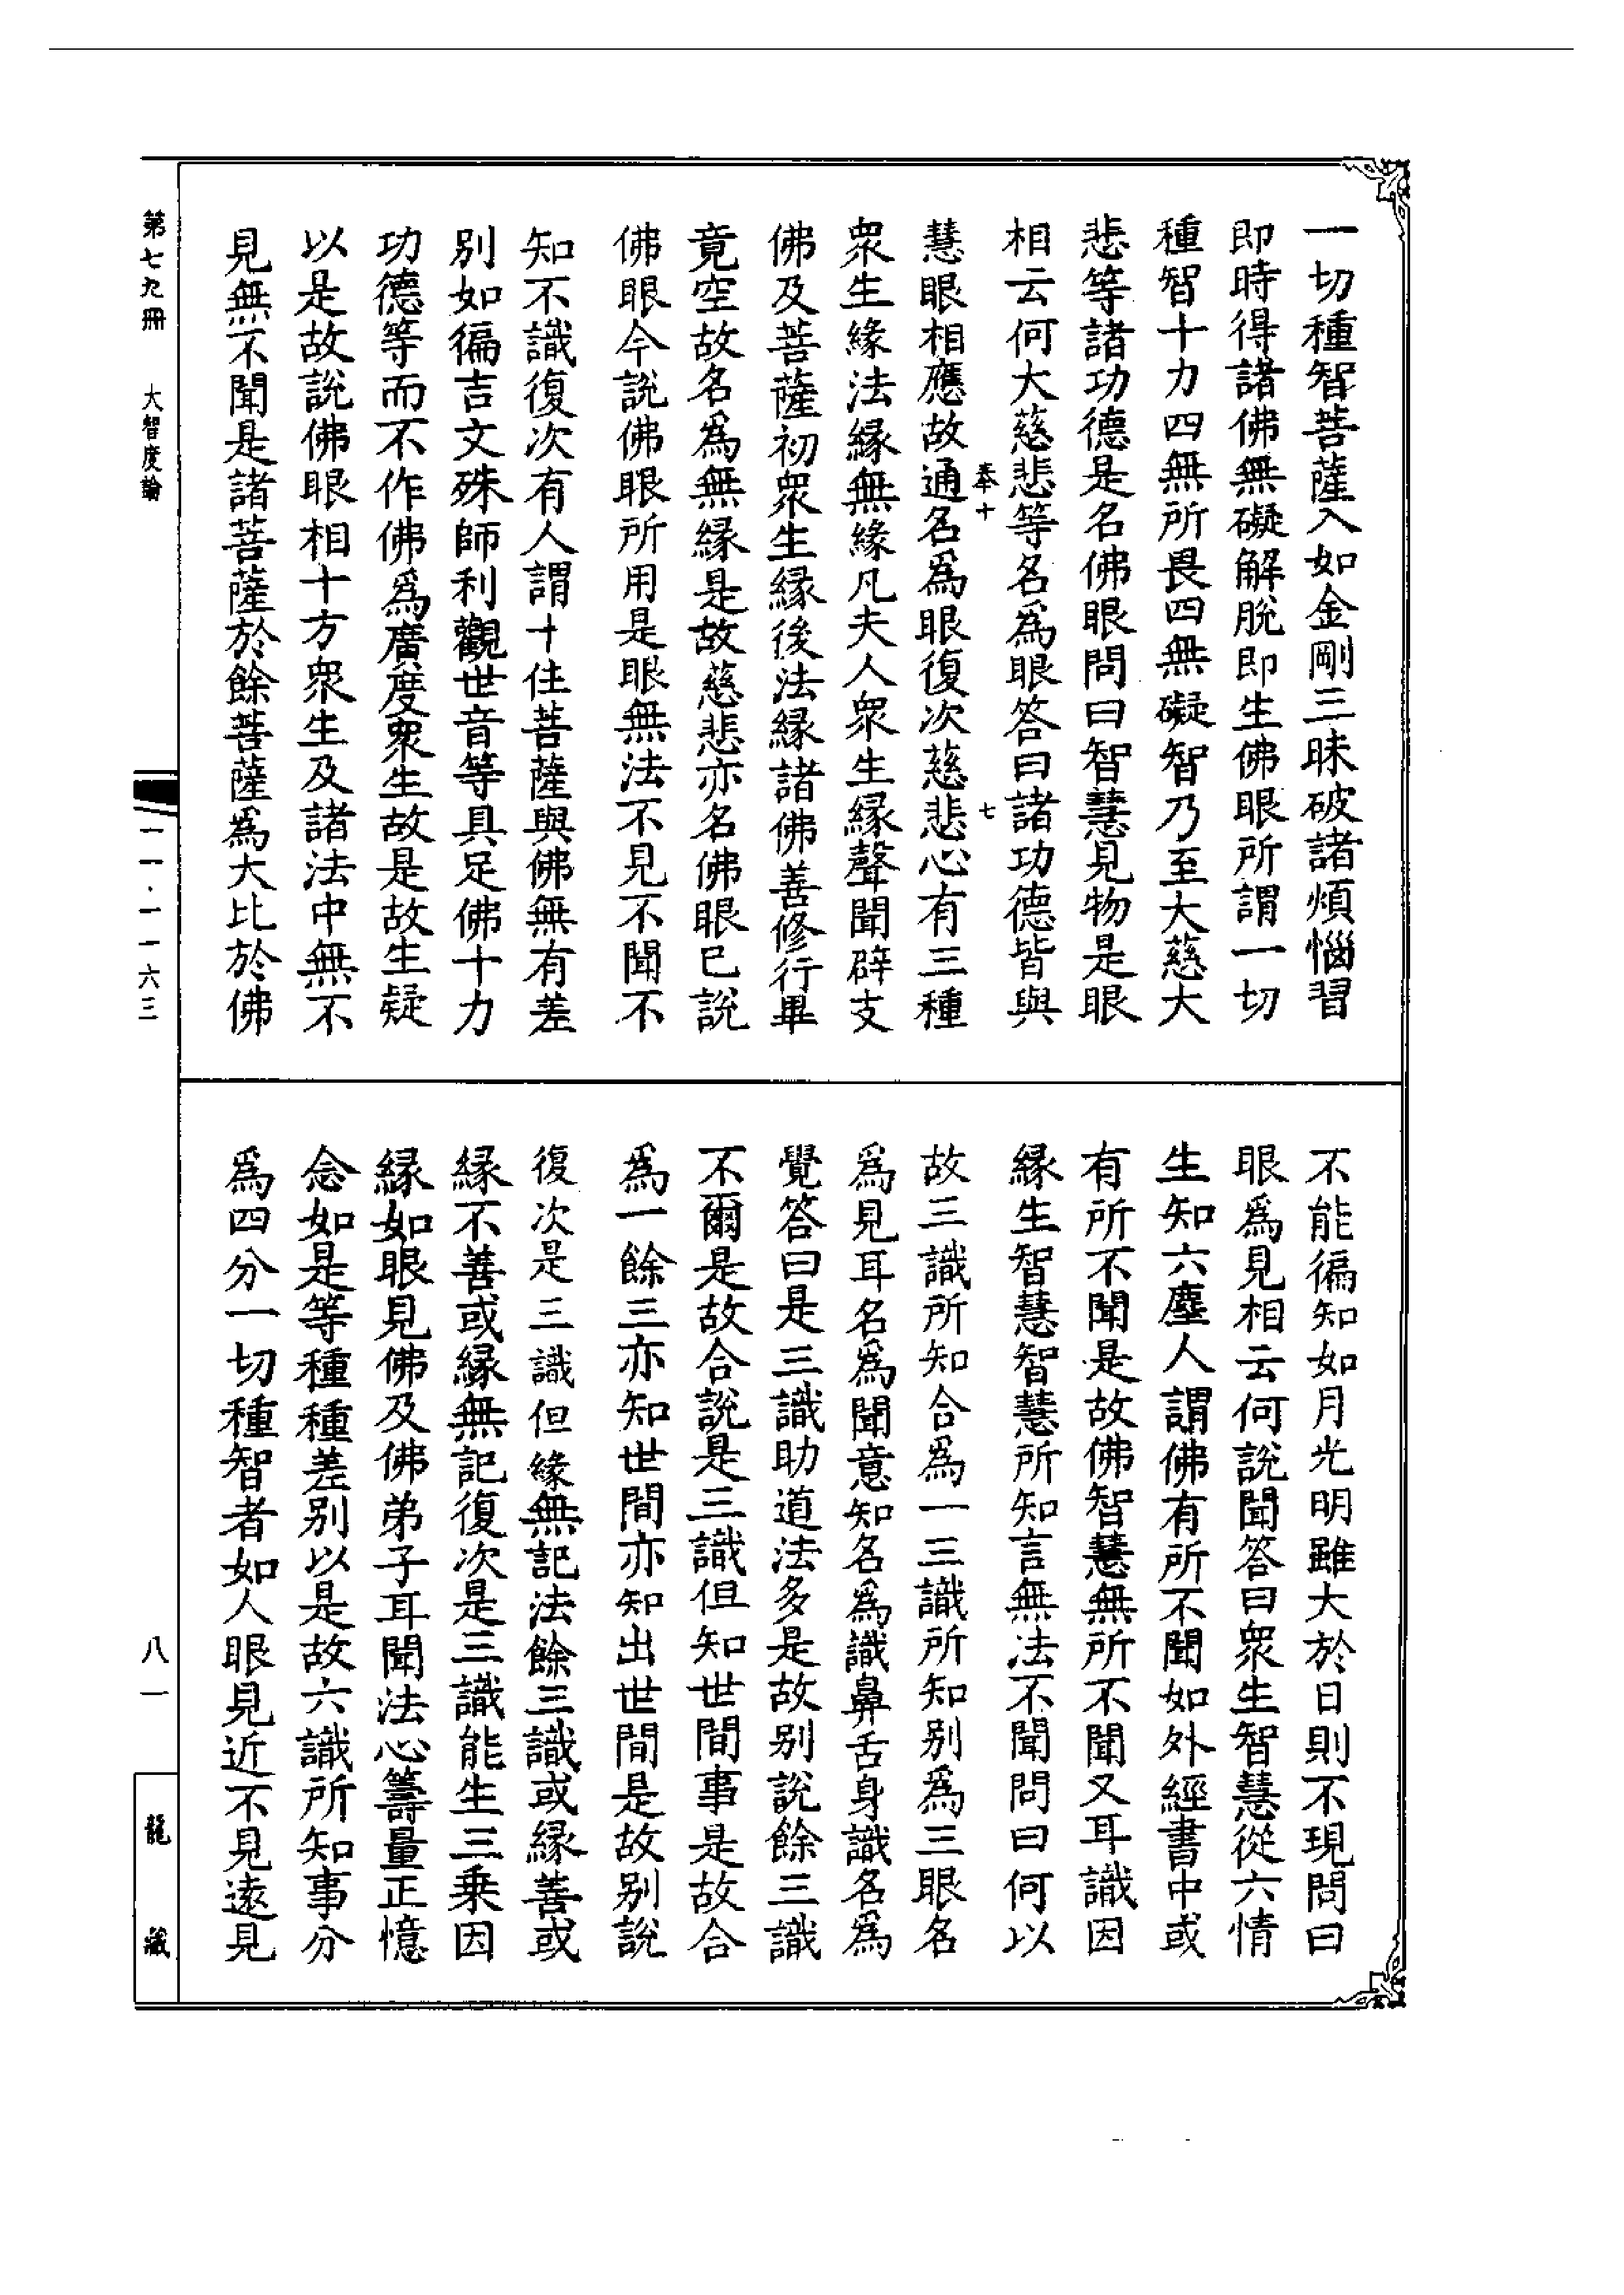 一切種智菩薩入如金剛三昧破諸煩惱習
即時得諸佛無礙解脫即生佛眼所謂一切
種智十力四無所畏四無礙智乃至大慈大
悲等諸功德是名佛眼問曰智慧見物是眼
相云何大慈悲等名爲眼答曰諸功德皆與
奉十 七
慧眼相應故通名爲眼復次慈悲心有三種
衆生緣法緣無緣凡夫人衆生緣聲聞辟支
佛及菩薩初衆生緣後法緣諸佛善修行畢
竟空故名爲無緣是故慈悲亦名佛眼已說
佛眼今說佛眼所用是眼無法不見不聞不
知不識復次有人謂十住菩薩與佛無有差
別如徧吉文殊師利觀世音等具足佛十力
功德等而不作佛爲廣度衆生故是故生疑
以是故說佛眼相十方衆生及諸法中無不
見無不聞是諸菩薩於餘菩薩爲大比於佛
不能徧知如月光明雖大於日則不現問曰
眼爲見相云何說聞答曰衆生智慧從六情
生知六塵人謂佛有所不聞如外經書中或
有所不聞是故佛智慧無所不聞又耳識因
緣生智慧智慧所知言無法不聞問曰何以
故三識所知合爲一三識所知別爲三眼名
爲見耳名爲聞意知名爲識鼻舌身識名爲
覺答曰是三識助道法多是故別說餘三識
不爾是故合說是三識但知世間事是故合
爲一餘三亦知世間亦知出世間是故別說
復次是三識但緣無記法餘三識或緣善或
緣不善或緣無記復次是三識能生三乗因
緣如眼見佛及佛弟子耳聞法心籌量正憶
念如是等種種差別以是故六識所知事分
爲四分一切種智者如人眼見近不見遠見
第七九冊 大智度論
一一·一一六三
八一
龍藏